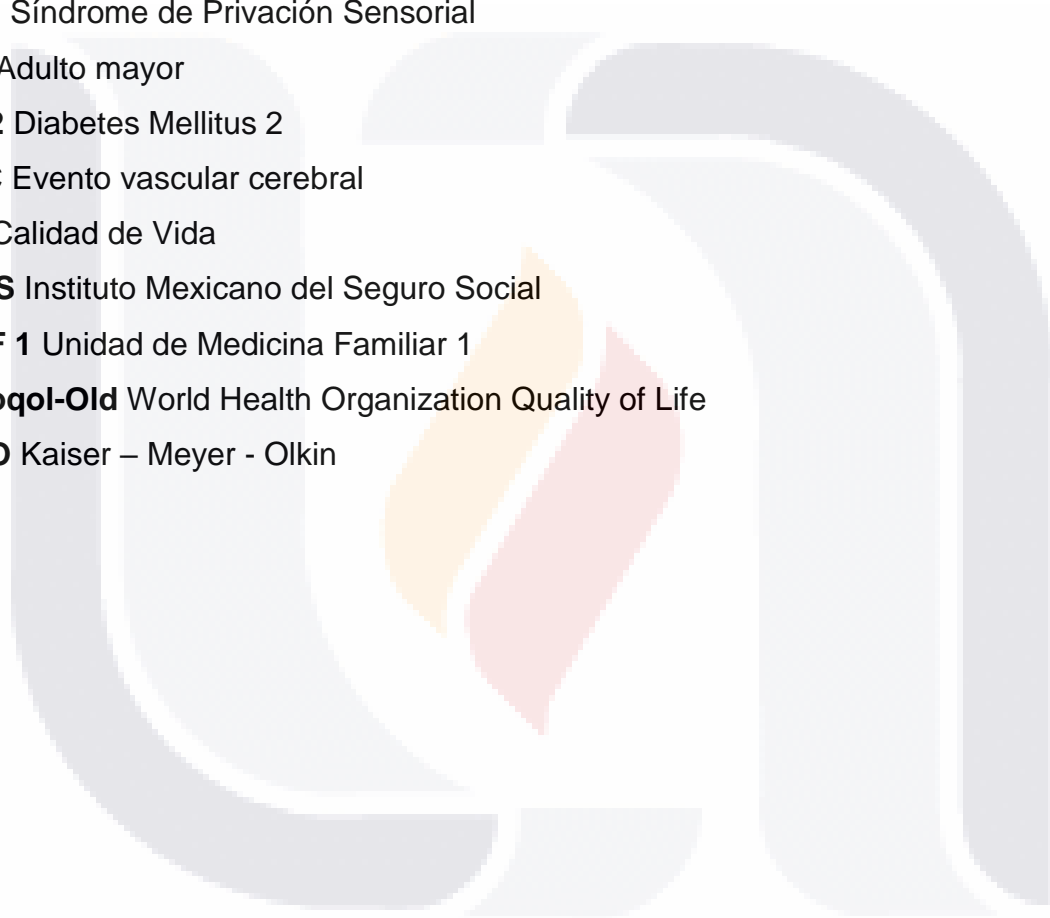 Síndrome de Privación Sensorial
Adulto mayor
2 Diabetes Mellitus 2
C Evento vascular cerebral
Calidad de Vida
S Instituto Mexicano del Seguro Social
F 1 Unidad de Medicina Familiar 1
oqol-Old World Health Organization Quality of Life
O Kaiser – Meyer - Olkin